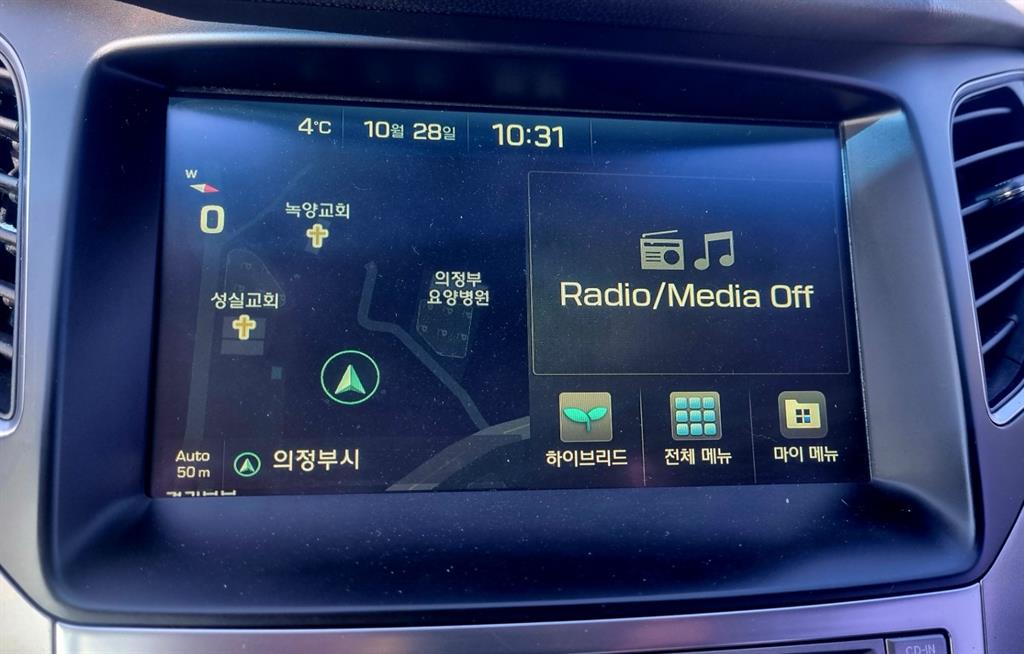 4°C 10월 28일 10:31
W
0
녹양교회
성실교회
의정부
요양병원
Radio/Media Off
Auto
50 m
의정부시
하이브리드 전체 메뉴 마이 메뉴
CD-IN